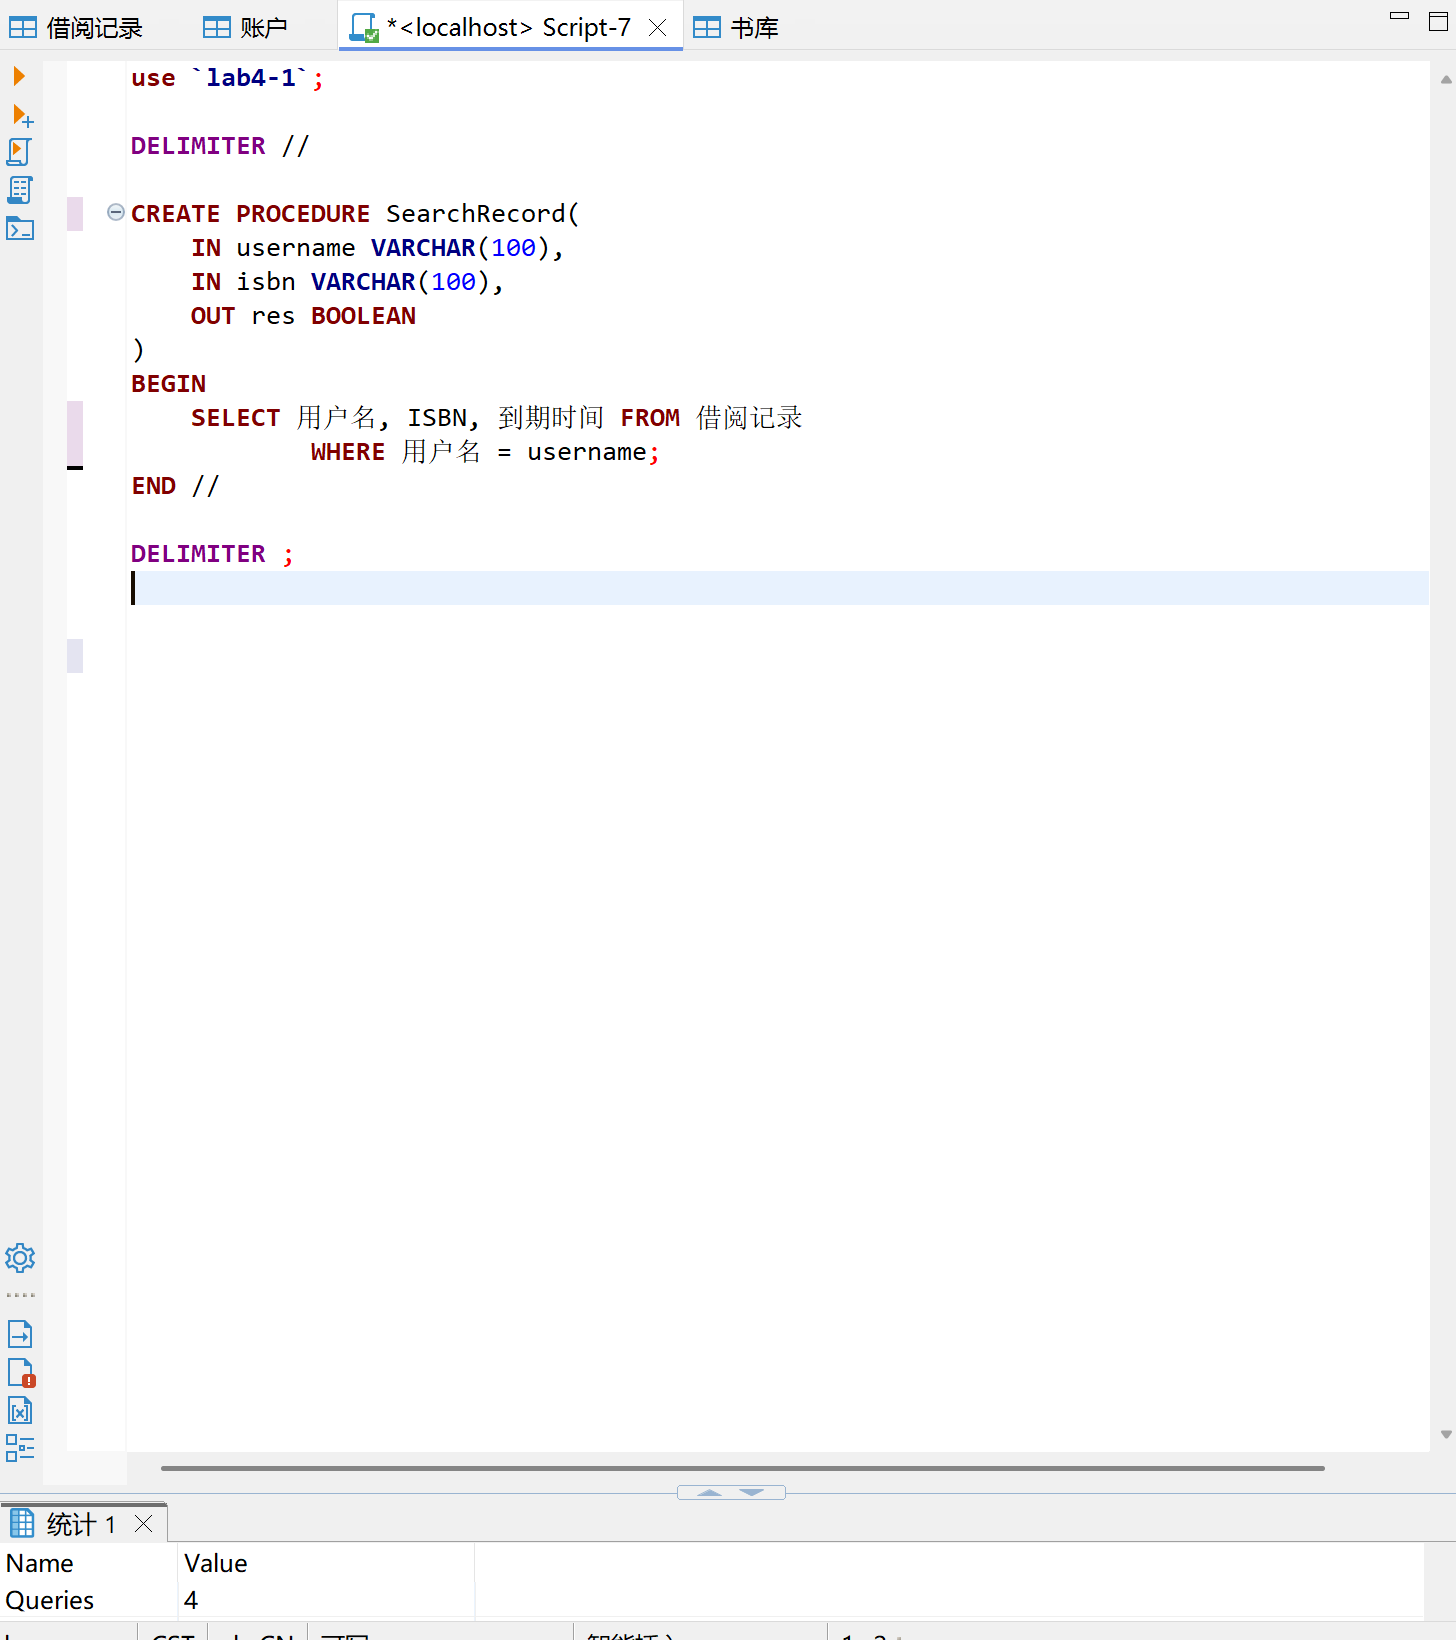 借阅记录 账户 *<localhost> Script-7 书库
use `lab4-1`;
DELIMITER //
CREATE PROCEDURE SearchRecord(
IN username VARCHAR(100),
IN isbn VARCHAR(100),
OUT res BOOLEAN
)
BEGIN
SELECT 用户名, ISBN, 到期时间 FROM 借阅记录
WHERE 用户名 = username;
END //
DELIMITER ;
统计 1
Name Value
Queries 4